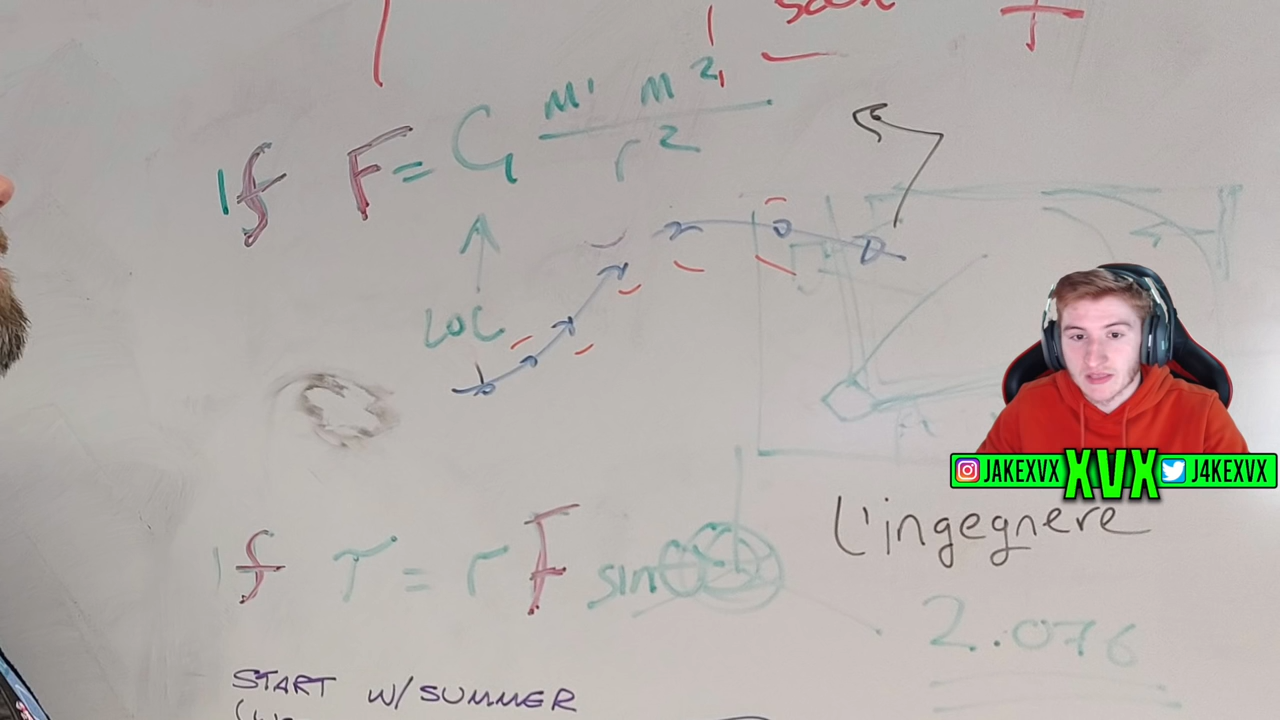 If F = G m1 m2
r2
LOC
JAKEXVX XVX J4KEXVX
L'ingegnere
If τ = r F sin
2.076
START W/SUMMER